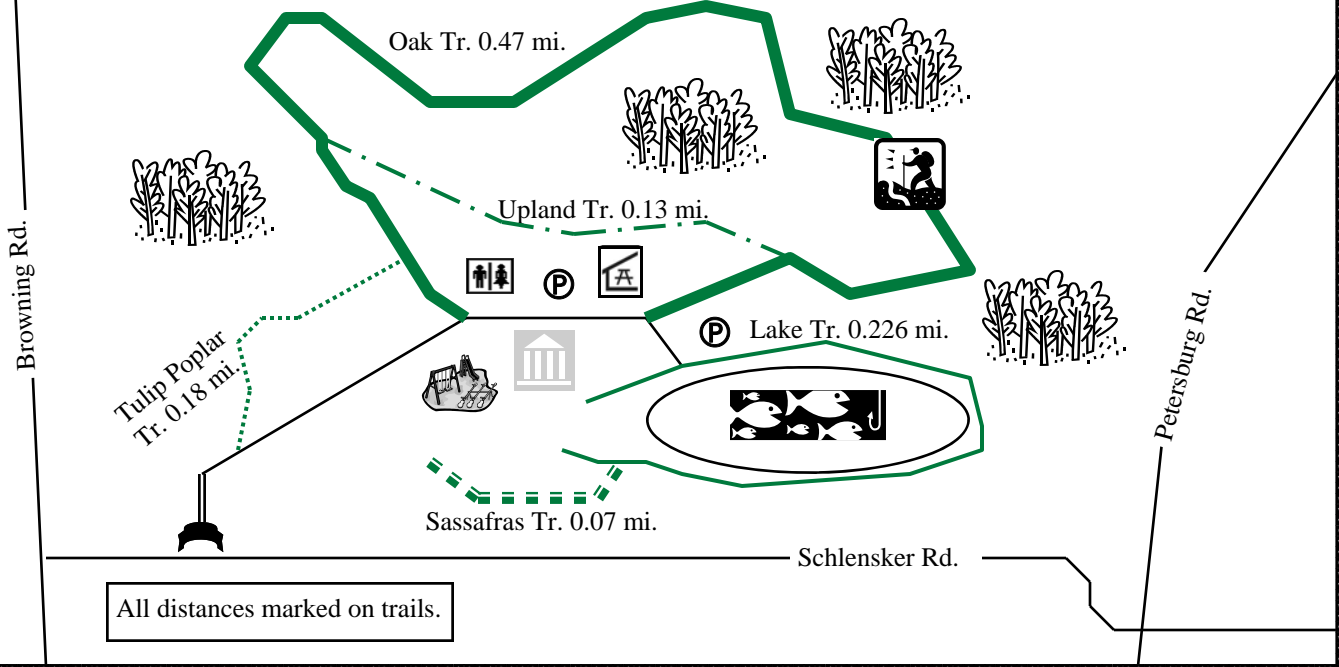 Oak Tr. 0.47 mi.
Upland Tr. 0.13 mi.
Browning Rd.
P
P
Lake Tr. 0.226 mi.
Petersburg Rd.
Tulip Poplar
Tr. 0.18 mi.
Sassafras Tr. 0.07 mi.
Schlensker Rd.
All distances marked on trails.